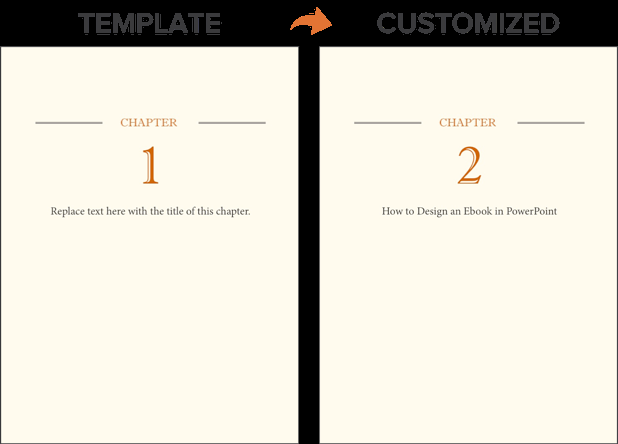 TEMPLATE
CUSTOMIZED
CHAPTER
1
Replace text here with the title of this chapter.
CHAPTER
2
How to Design an Ebook in PowerPoint